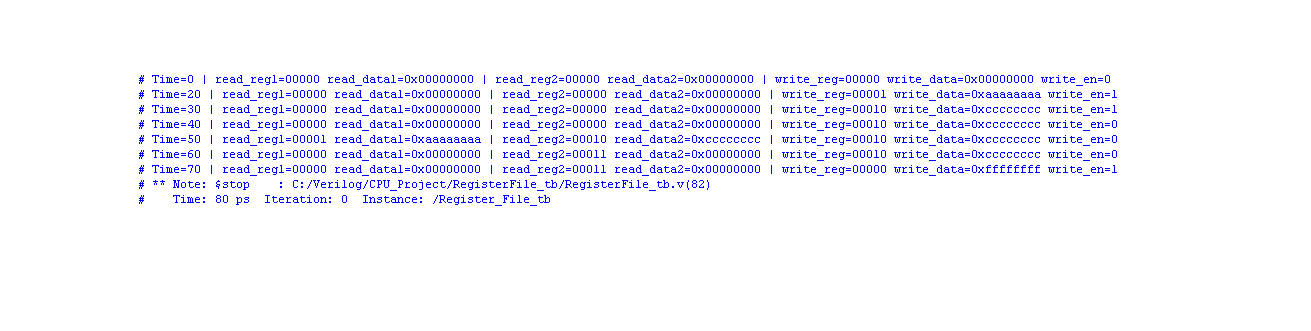 # Time=0 | read_reg1=00000 read_data1=0x00000000 | read_reg2=00000 read_data2=0x00000000 | write_reg=00000 write_data=0x00000000 write_en=0
# Time=20 | read_reg1=00000 read_data1=0x00000000 | read_reg2=00000 read_data2=0x00000000 | write_reg=00001 write_data=0xaaaaaaaa write_en=1
# Time=30 | read_reg1=00000 read_data1=0x00000000 | read_reg2=00000 read_data2=0x00000000 | write_reg=00010 write_data=0xcccccccc write_en=1
# Time=40 | read_reg1=00000 read_data1=0x00000000 | read_reg2=00000 read_data2=0x00000000 | write_reg=00010 write_data=0xcccccccc write_en=0
# Time=50 | read_reg1=00001 read_data1=0xaaaaaaaa | read_reg2=00010 read_data2=0xcccccccc | write_reg=00010 write_data=0xcccccccc write_en=0
# Time=60 | read_reg1=00000 read_data1=0x00000000 | read_reg2=00011 read_data2=0x00000000 | write_reg=00010 write_data=0xcccccccc write_en=0
# Time=70 | read_reg1=00000 read_data1=0x00000000 | read_reg2=00011 read_data2=0x00000000 | write_reg=00000 write_data=0xffffffff write_en=1
# ** Note: $stop    : C:/Verilog/CPU_Project/RegisterFile_tb/RegisterFile_tb.v(82)
#    Time: 80 ps  Iteration: 0  Instance: /Register_File_tb